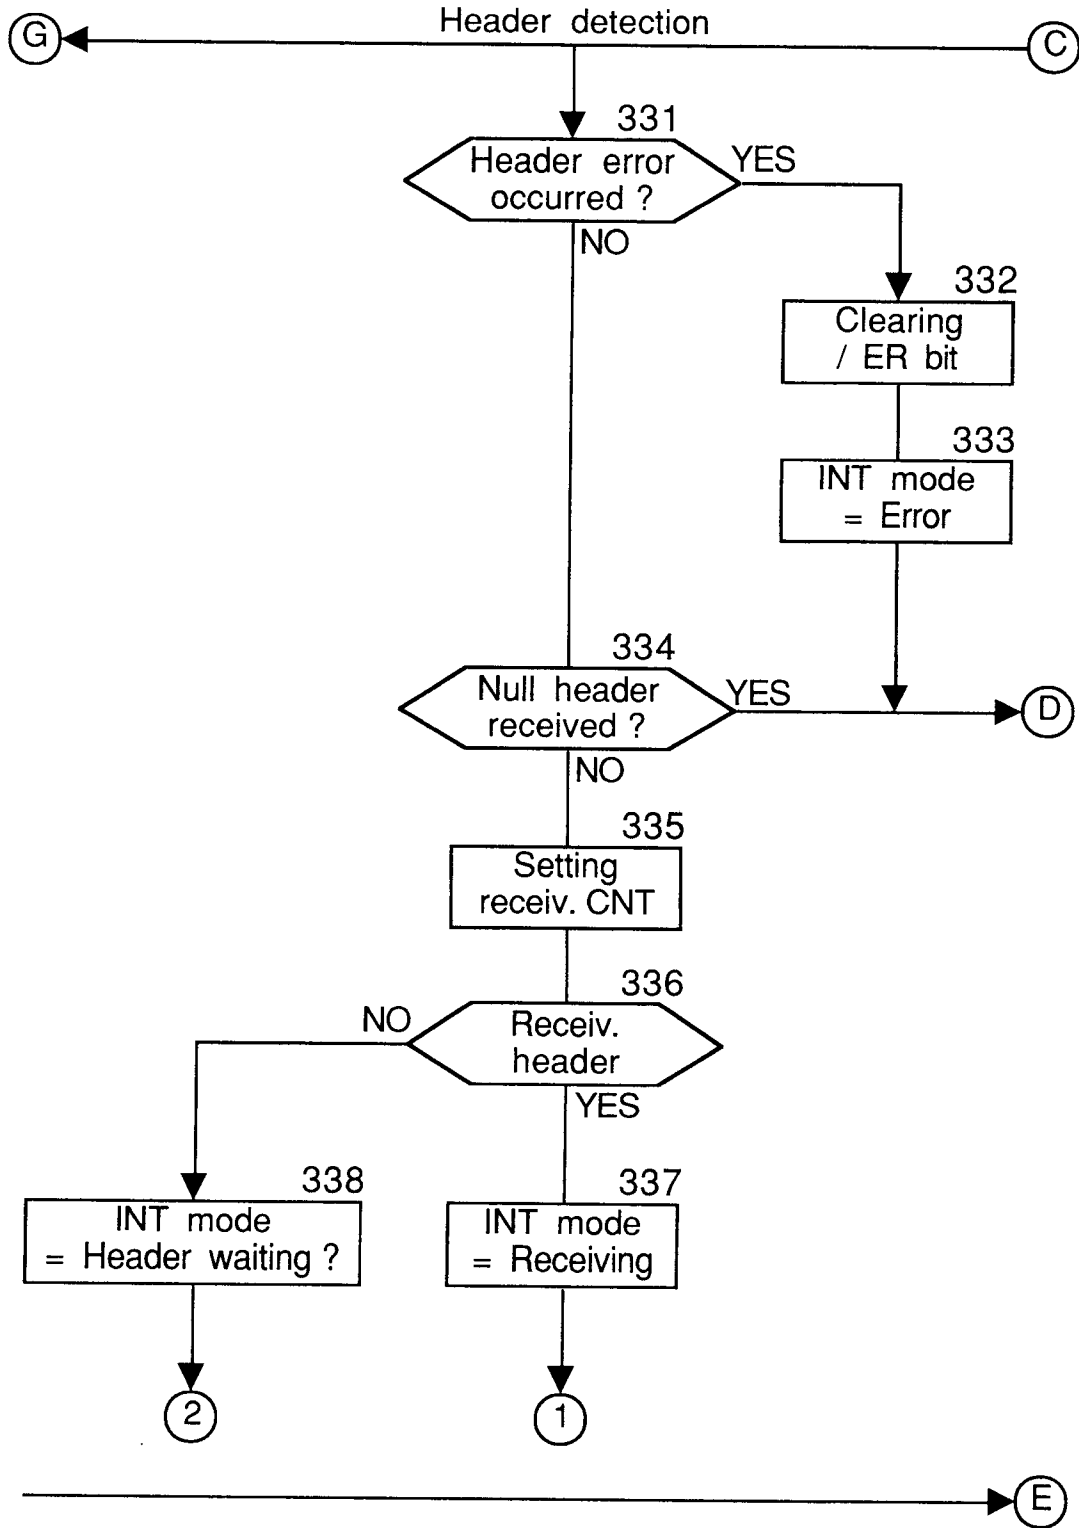 Header detection
G
C
331
Header error
occurred ?
YES
NO
332
Clearing
/ ER bit
333
INT mode
= Error
334
Null header
received ?
YES
D
NO
335
Setting
receiv. CNT
336
NO
Receiv.
header
YES
338
INT mode
= Header waiting ?
337
INT mode
= Receiving
2
1
E